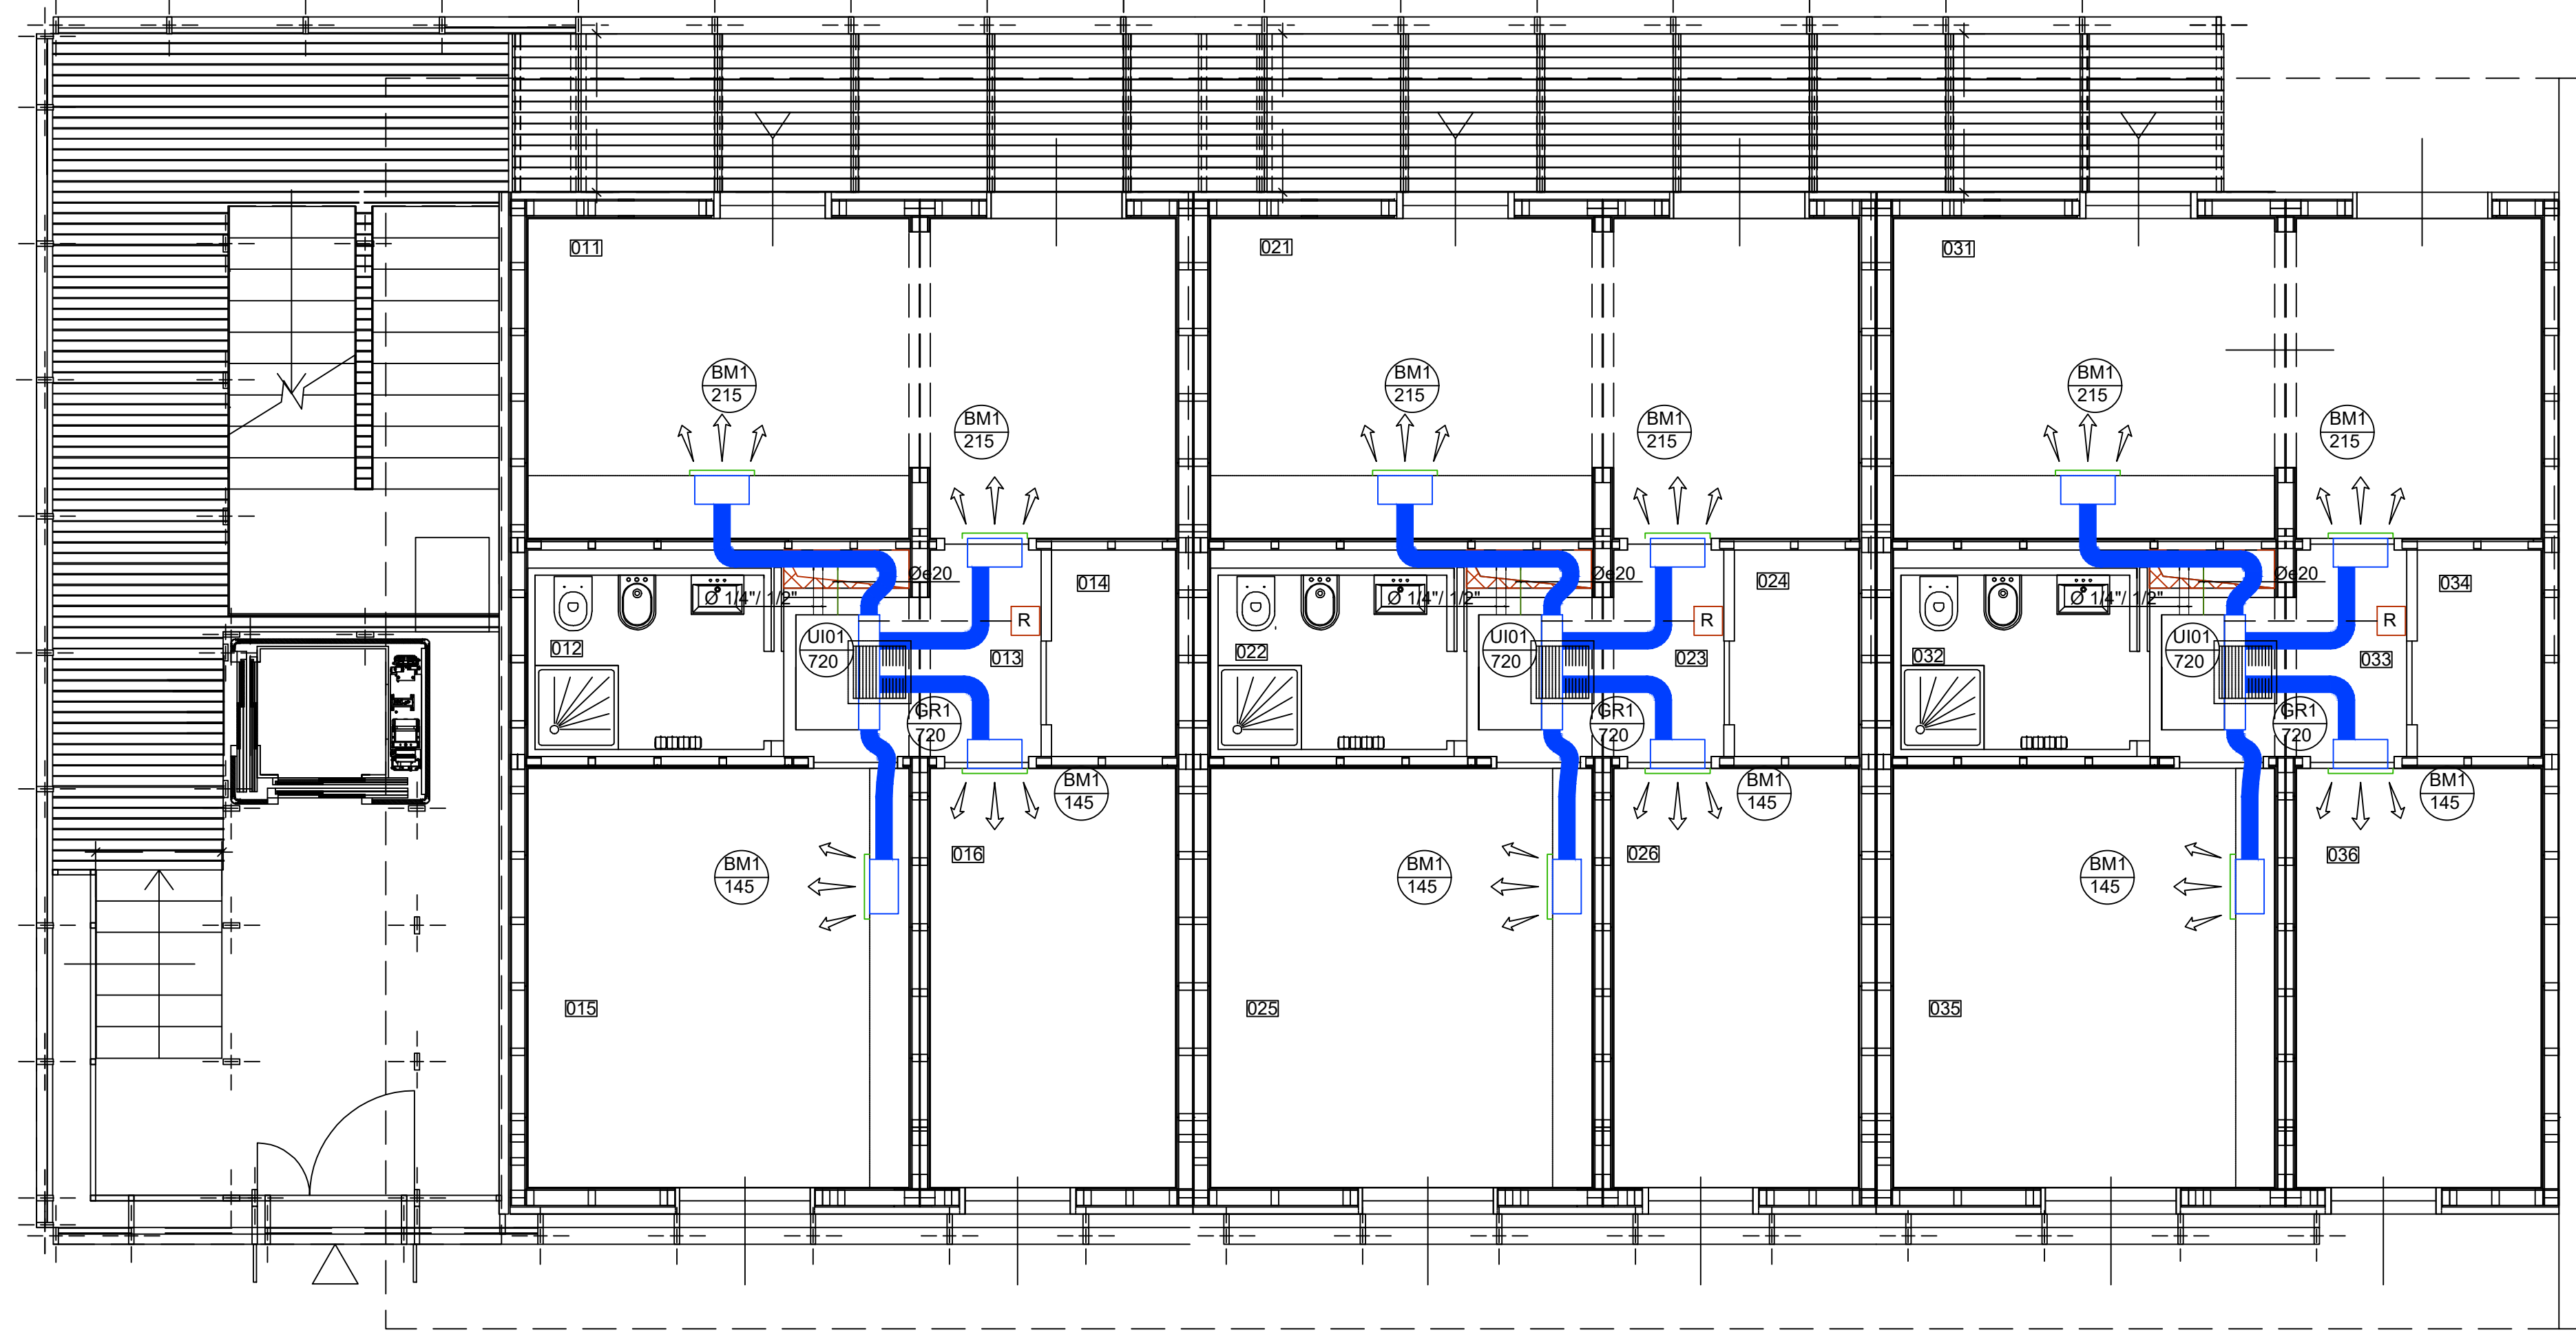 011
021
031
BM1
215
BM1
215
BM1
215
BM1
215
BM1
215
BM1
215
Øe20
014
Øe20
024
Øe20
034
Ø 1/4"/ 1/2"
Ø 1/4"/ 1/2"
Ø 1/4"/ 1/2"
R
R
R
012
UI01
720
013
022
UI01
720
023
032
UI01
720
033
GR1
720
GR1
720
GR1
720
BM1
145
BM1
145
BM1
145
016
026
036
BM1
145
BM1
145
BM1
145
015
025
035